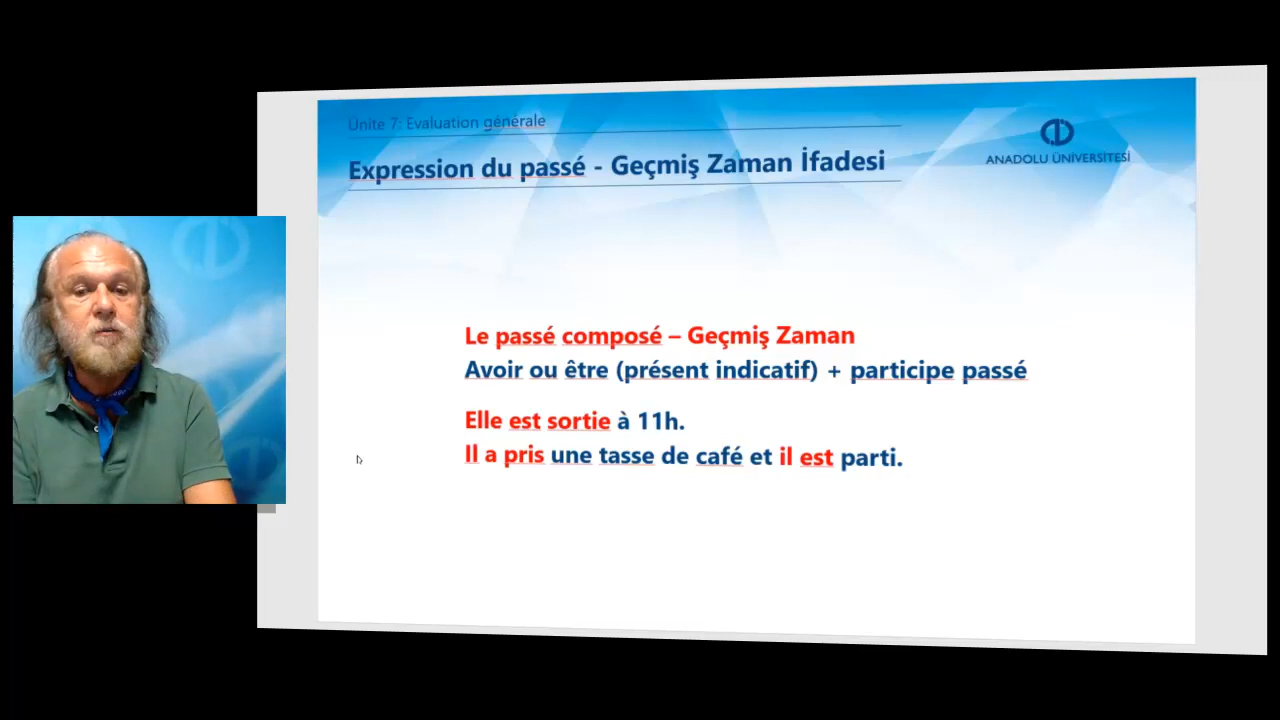 Ünite 7: Evaluation générale
Expression du passé - Geçmiş Zaman İfadesi
ANADOLU ÜNİVERSİTESİ
Le passé composé – Geçmiş Zaman
Avoir ou être (présent indicatif) + participe passé
Elle est sortie à 11h.
Il a pris une tasse de café et il est parti.